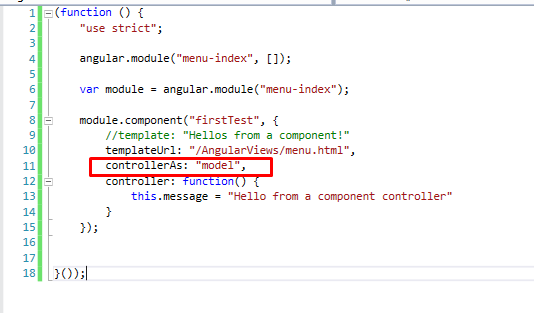 1 (function () {
2 "use strict";
3
4 angular.module("menu-index", []);
5
6 var module = angular.module("menu-index");
7
8 module.component("firstTest", {
9 //template: "Hellos from a component!"
10 templateUrl: "/AngularViews/menu.html",
11 controllerAs: "model",
12 controller: function() {
13 this.message = "Hello from a component controller"
14 }
15 });
16
17
18 }());